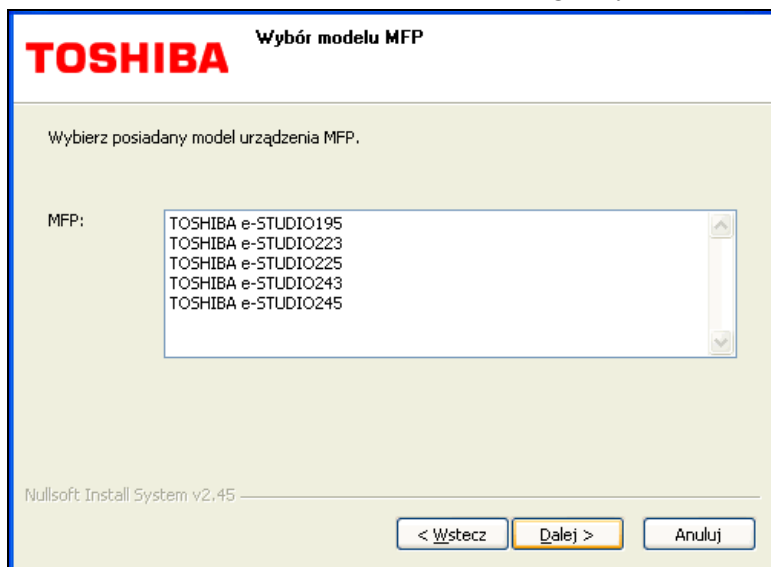 TOSHIBA
Wybór modelu MFP
Wybierz posiadany model urządzenia MFP.
MFP:
TOSHIBA e-STUDIO195
TOSHIBA e-STUDIO223
TOSHIBA e-STUDIO225
TOSHIBA e-STUDIO243
TOSHIBA e-STUDIO245
Nullsoft Install System v2.45
< Wstecz
Dalej >
Anuluj